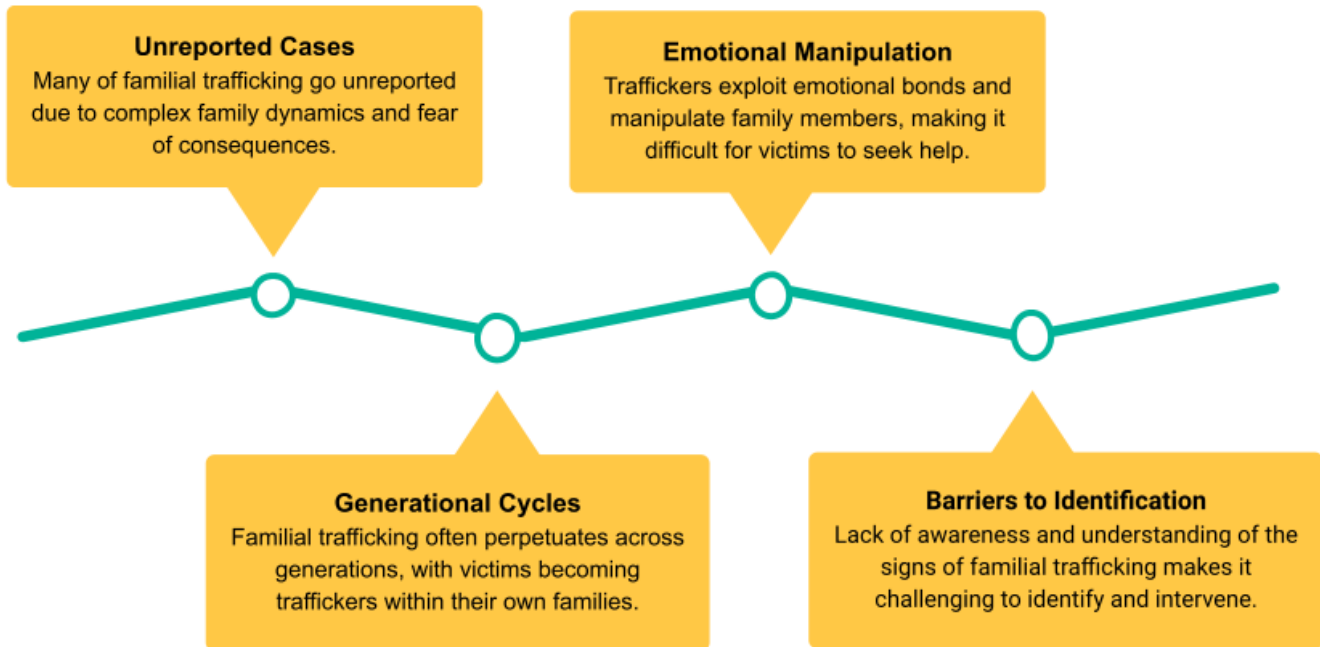 Unreported Cases
Many of familial trafficking go unreported
due to complex family dynamics and fear
of consequences.
Generational Cycles
Familial trafficking often perpetuates across
generations, with victims becoming
traffickers within their own families.
Emotional Manipulation
Traffickers exploit emotional bonds and
manipulate family members, making it
difficult for victims to seek help.
Barriers to Identification
Lack of awareness and understanding of the
signs of familial trafficking makes it
challenging to identify and intervene.